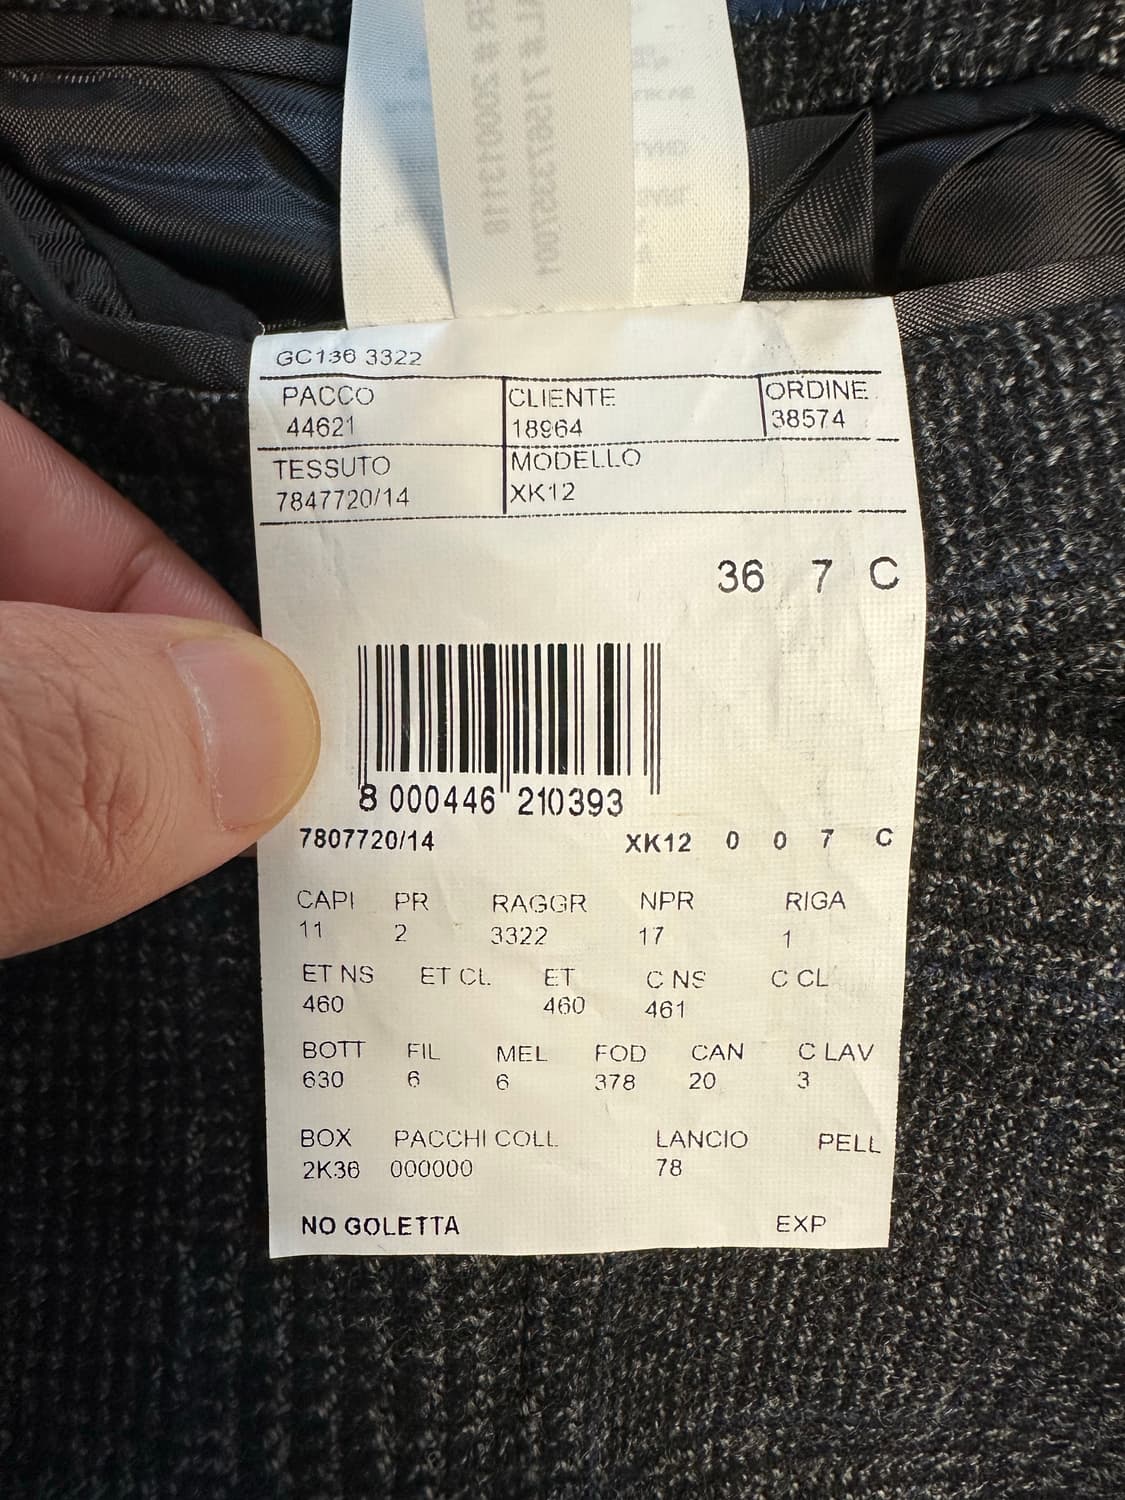 GC136 3322
PACCO CLIENTE ORDINE
44621 18964 38574
TESSUTO MODELLO
7847720/14 XK12
36 7 C
8 000446 210393
7807720/14 XK12 0 0 7 C
CAPI PR RAGGR NPR RIGA
11 2 3322 17 1
ET NS ET CL. ET C NS C CL
460 460 461
BOTT FIL MEL FOD CAN C LAV
630 6 6 378 20 3
BOX PACCHI COLL LANCIO PELL
2K36 000000 78
NO GOLETTA EXP